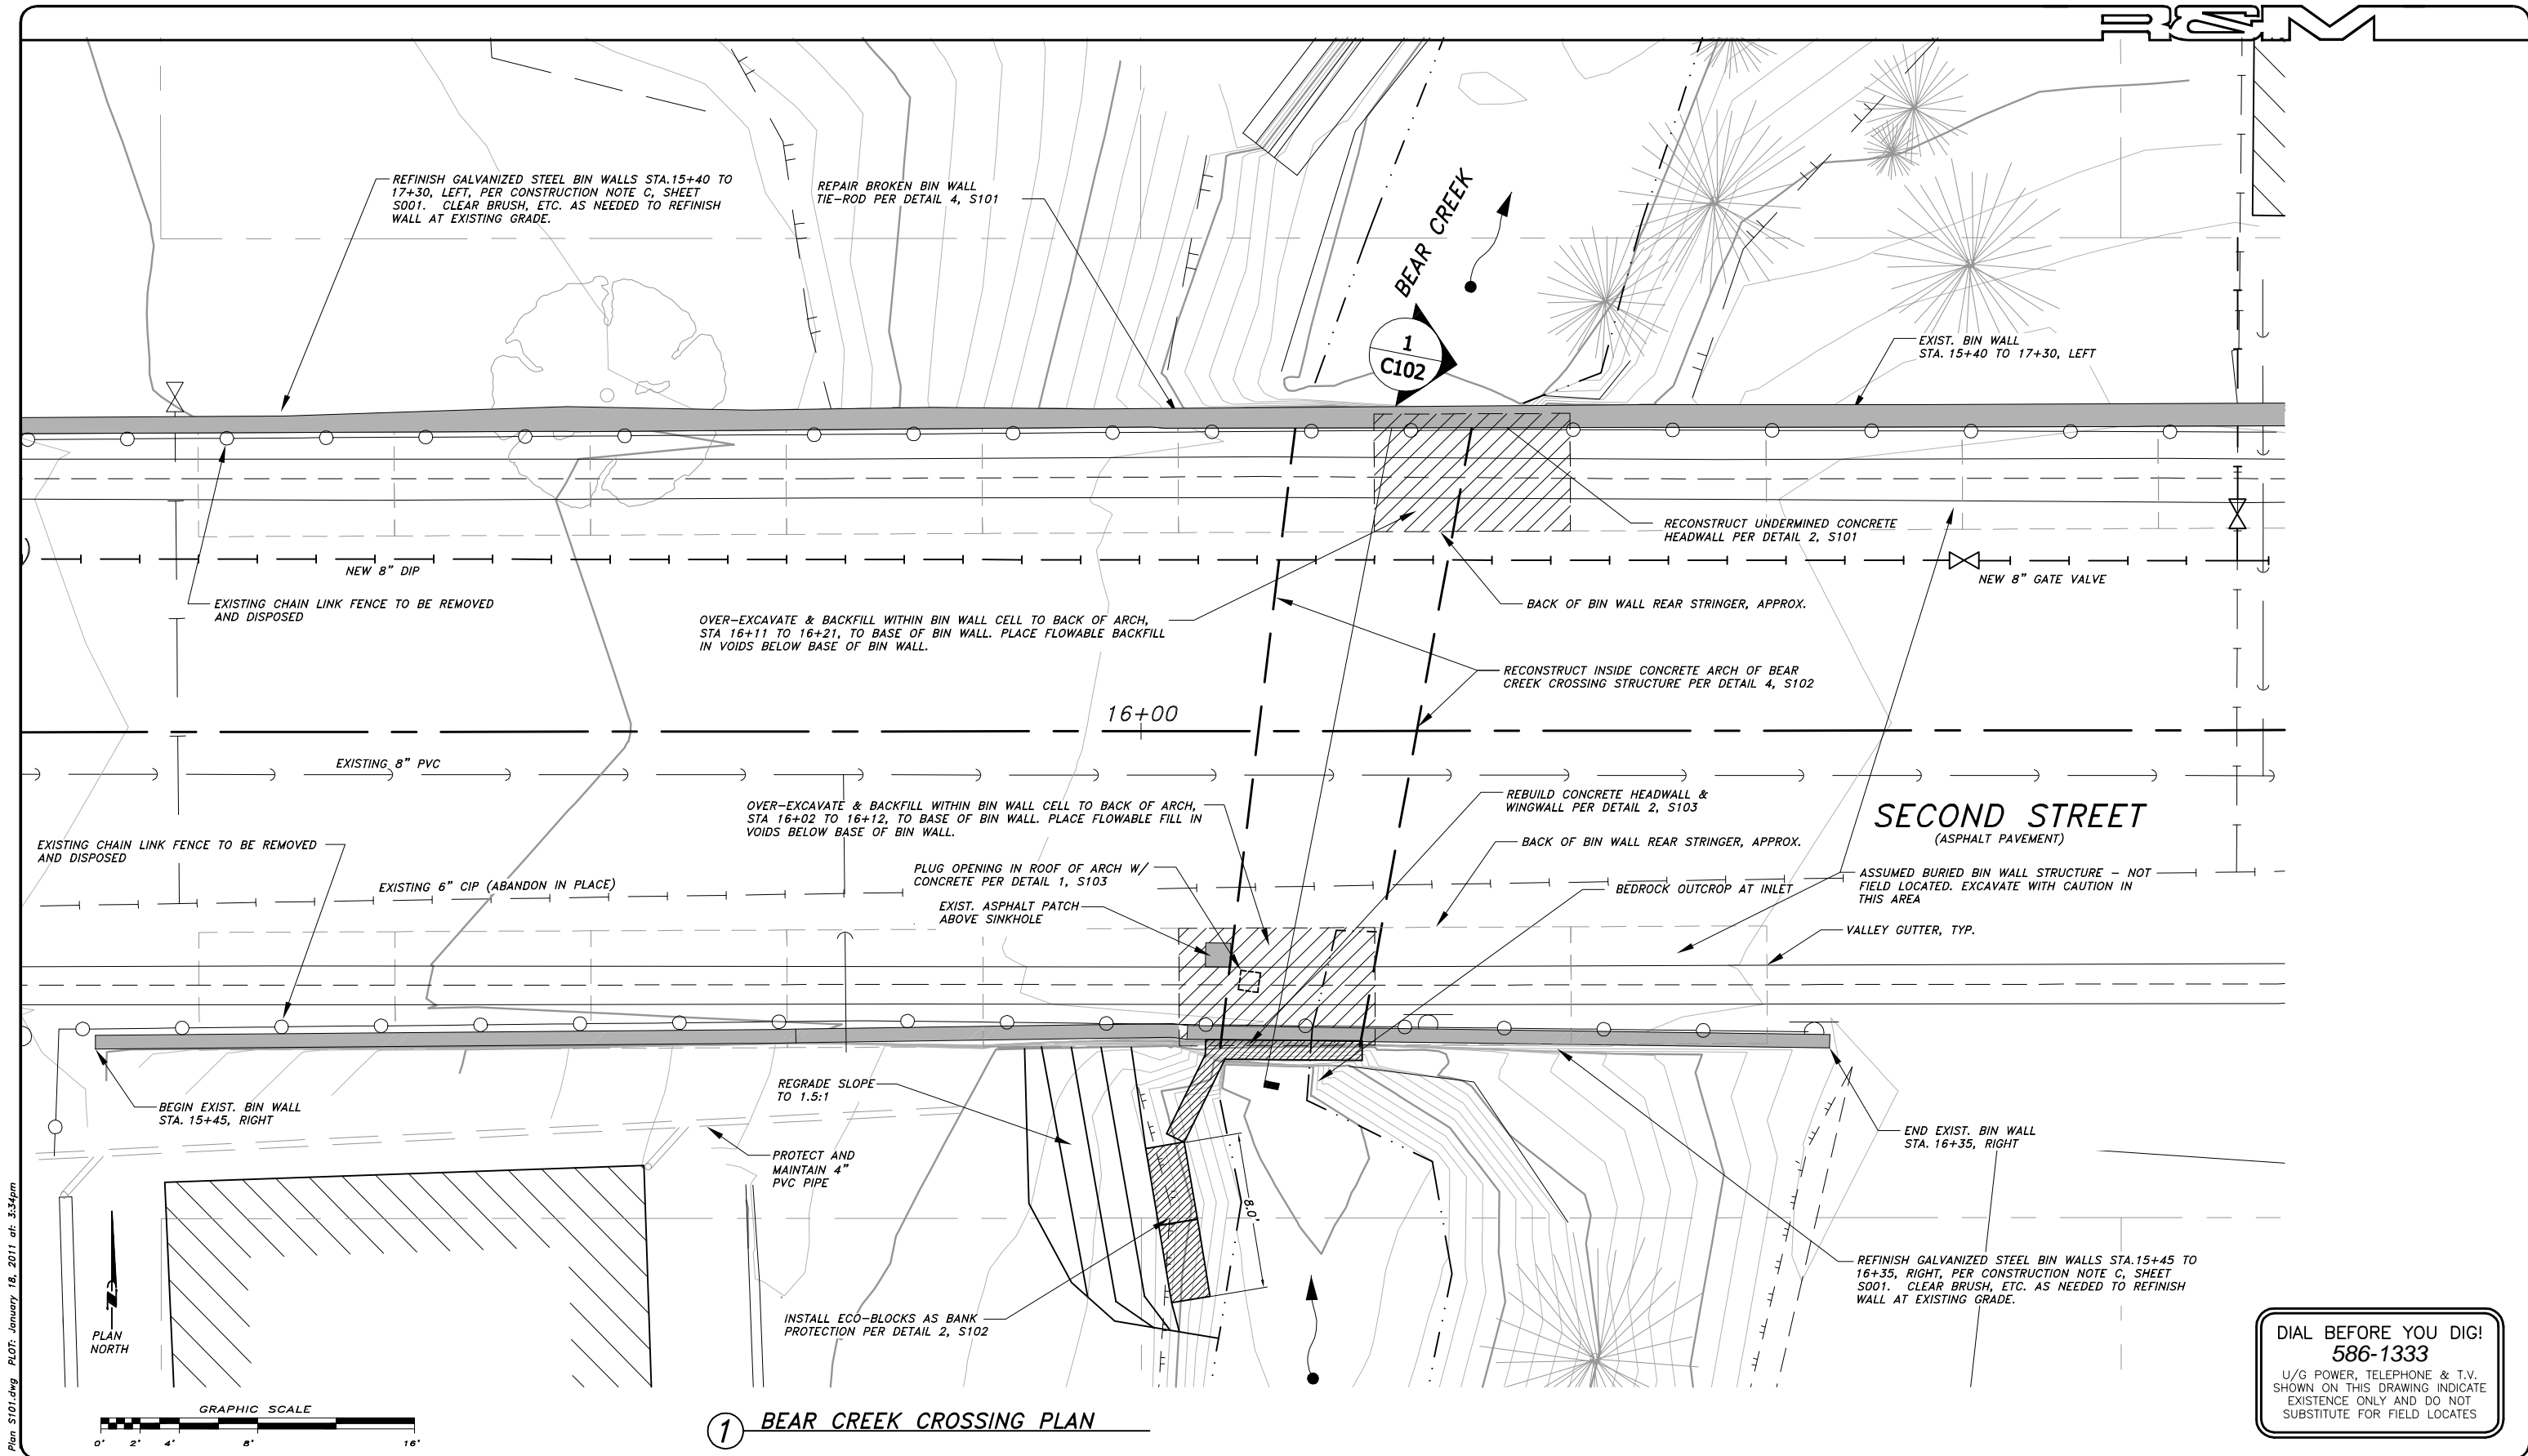 R&M
REFINISH GALVANIZED STEEL BIN WALLS STA.15+40 TO
17+30, LEFT, PER CONSTRUCTION NOTE C, SHEET
S001. CLEAR BRUSH, ETC. AS NEEDED TO REFINISH
WALL AT EXISTING GRADE.
REPAIR BROKEN BIN WALL
TIE-ROD PER DETAIL 4, S101
BEAR CREEK
1
C102
EXIST. BIN WALL
STA. 15+40 TO 17+30, LEFT
RECONSTRUCT UNDERMINED CONCRETE
HEADWALL PER DETAIL 2, S101
NEW 8" DIP
NEW 8" GATE VALVE
EXISTING CHAIN LINK FENCE TO BE REMOVED
AND DISPOSED
BACK OF BIN WALL REAR STRINGER, APPROX.
OVER-EXCAVATE & BACKFILL WITHIN BIN WALL CELL TO BACK OF ARCH,
STA 16+11 TO 16+21, TO BASE OF BIN WALL. PLACE FLOWABLE BACKFILL
IN VOIDS BELOW BASE OF BIN WALL.
RECONSTRUCT INSIDE CONCRETE ARCH OF BEAR
CREEK CROSSING STRUCTURE PER DETAIL 4, S102
16+00
EXISTING 8" PVC
OVER-EXCAVATE & BACKFILL WITHIN BIN WALL CELL TO BACK OF ARCH,
STA 16+02 TO 16+12, TO BASE OF BIN WALL. PLACE FLOWABLE FILL IN
VOIDS BELOW BASE OF BIN WALL.
REBUILD CONCRETE HEADWALL &
WINGWALL PER DETAIL 2, S103
SECOND STREET
(ASPHALT PAVEMENT)
EXISTING CHAIN LINK FENCE TO BE REMOVED
AND DISPOSED
BACK OF BIN WALL REAR STRINGER, APPROX.
PLUG OPENING IN ROOF OF ARCH W/
CONCRETE PER DETAIL 1, S103
ASSUMED BURIED BIN WALL STRUCTURE - NOT
FIELD LOCATED. EXCAVATE WITH CAUTION IN
THIS AREA
EXISTING 6" CIP (ABANDON IN PLACE)
BEDROCK OUTCROP AT INLET
EXIST. ASPHALT PATCH
ABOVE SINKHOLE
VALLEY GUTTER, TYP.
REGRADE SLOPE
TO 1.5:1
BEGIN EXIST. BIN WALL
STA. 15+45, RIGHT
END EXIST. BIN WALL
STA. 16+35, RIGHT
PROTECT AND
MAINTAIN 4"
PVC PIPE
8.0'
REFINISH GALVANIZED STEEL BIN WALLS STA.15+45 TO
16+35, RIGHT, PER CONSTRUCTION NOTE C, SHEET
S001. CLEAR BRUSH, ETC. AS NEEDED TO REFINISH
WALL AT EXISTING GRADE.
INSTALL ECO-BLOCKS AS BANK
PROTECTION PER DETAIL 2, S102
PLAN
NORTH
GRAPHIC SCALE
0' 2' 4' 8' 16'
1 BEAR CREEK CROSSING PLAN
DIAL BEFORE YOU DIG!
586-1333
U/G POWER, TELEPHONE & T.V.
SHOWN ON THIS DRAWING INDICATE
EXISTENCE ONLY AND DO NOT
SUBSTITUTE FOR FIELD LOCATES
Plan S101.dwg PLOT: January 18, 2011 at: 3:34pm